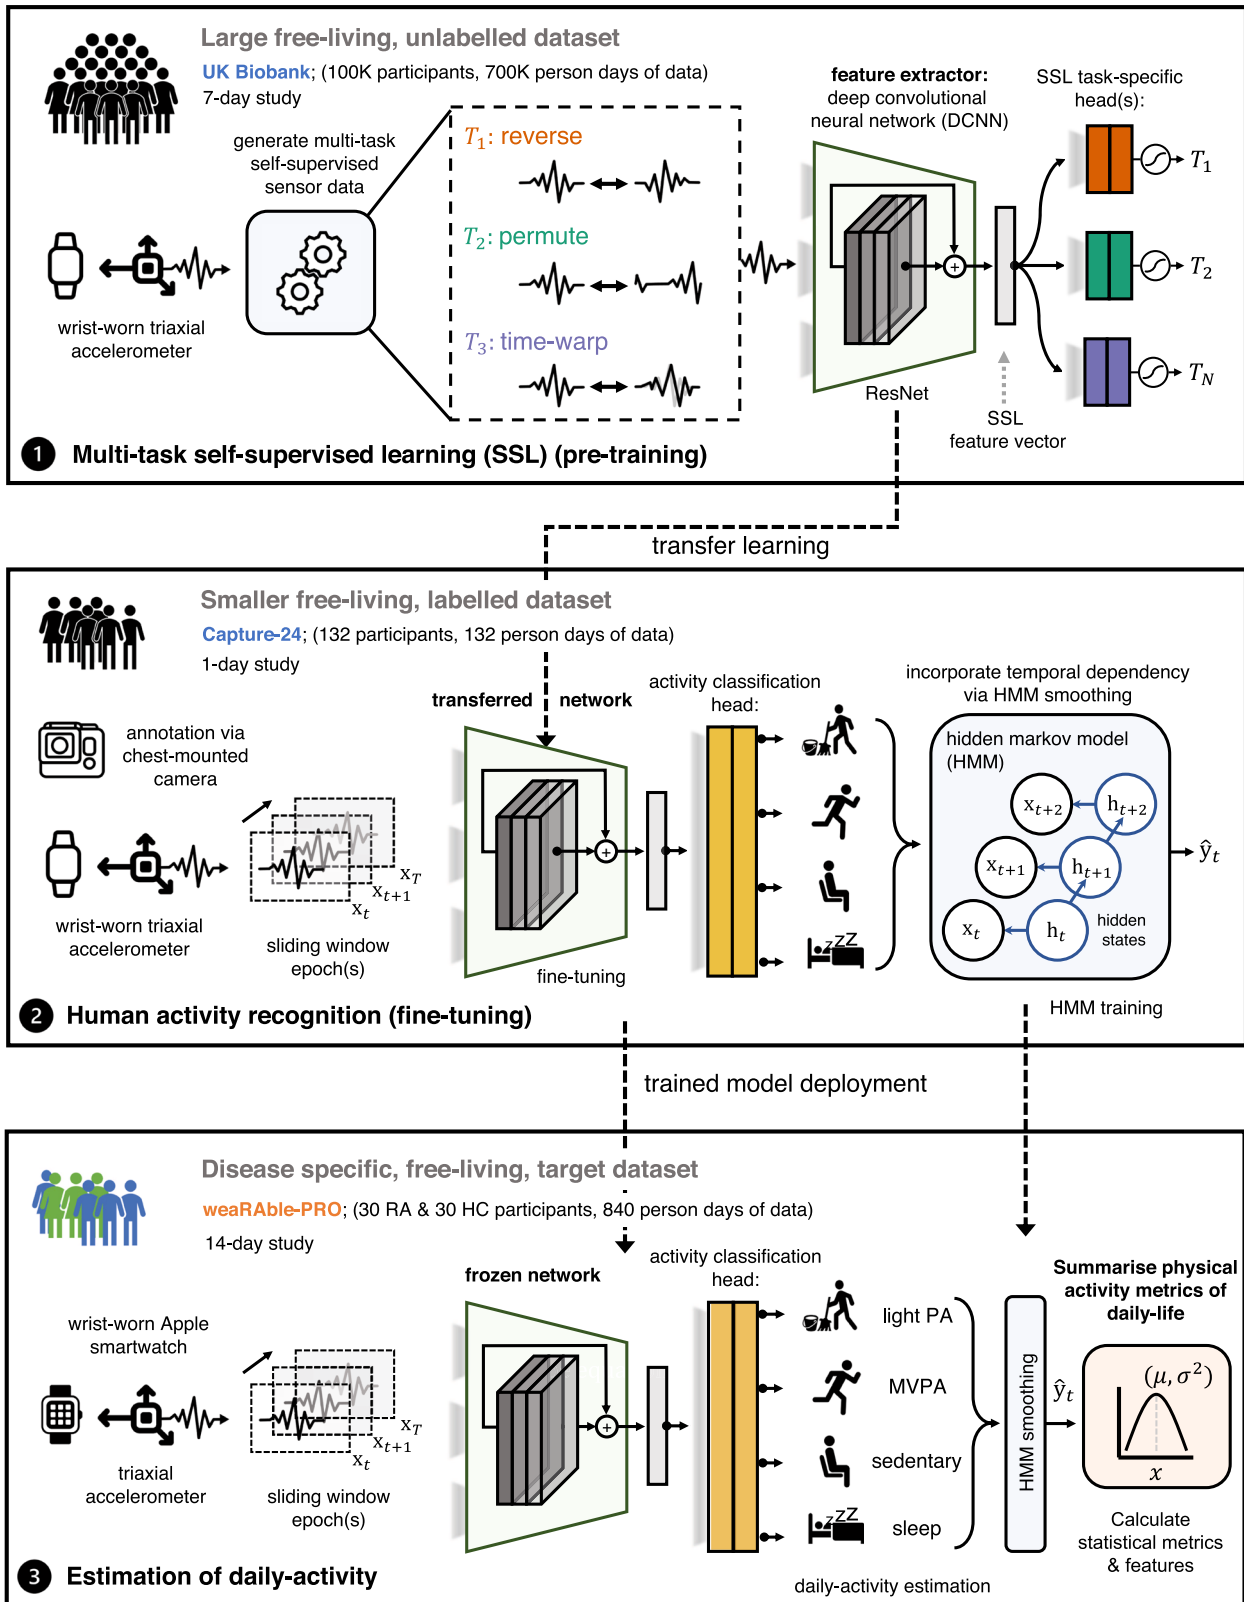 Large free-living, unlabelled dataset
UK Biobank; (100K participants, 700K person days of data)
7-day study
generate multi-task
self-supervised
sensor data
wrist-worn triaxial
accelerometer
T1: reverse
T2: permute
T3: time-warp
feature extractor:
deep convolutional
neural network (DCNN)
+
ResNet
SSL
feature vector
SSL task-specific
head(s):
T1
T2
TN
1 Multi-task self-supervised learning (SSL) (pre-training)
transfer learning
Smaller free-living, labelled dataset
Capture-24; (132 participants, 132 person days of data)
1-day study
annotation via
chest-mounted
camera
wrist-worn triaxial
accelerometer
xt
xt+1
xT
sliding window
epoch(s)
transferred network
+
fine-tuning
activity classification
head:
zzZZ
incorporate temporal dependency
via HMM smoothing
hidden markov model
(HMM)
xt+2 ht+2
xt+1 ht+1
xt ht
hidden
states
ŷt
HMM training
2 Human activity recognition (fine-tuning)
trained model deployment
Disease specific, free-living, target dataset
weaRAble-PRO; (30 RA & 30 HC participants, 840 person days of data)
14-day study
wrist-worn Apple
smartwatch
triaxial
accelerometer
xt
xt+1
xT
sliding window
epoch(s)
frozen network
+
activity classification
head:
light PA
MVPA
sedentary
zzZZ
sleep
daily-activity estimation
HMM smoothing
ŷt
Summarise physical
activity metrics of
daily-life
(μ, σ²)
x
Calculate
statistical metrics
& features
3 Estimation of daily-activity